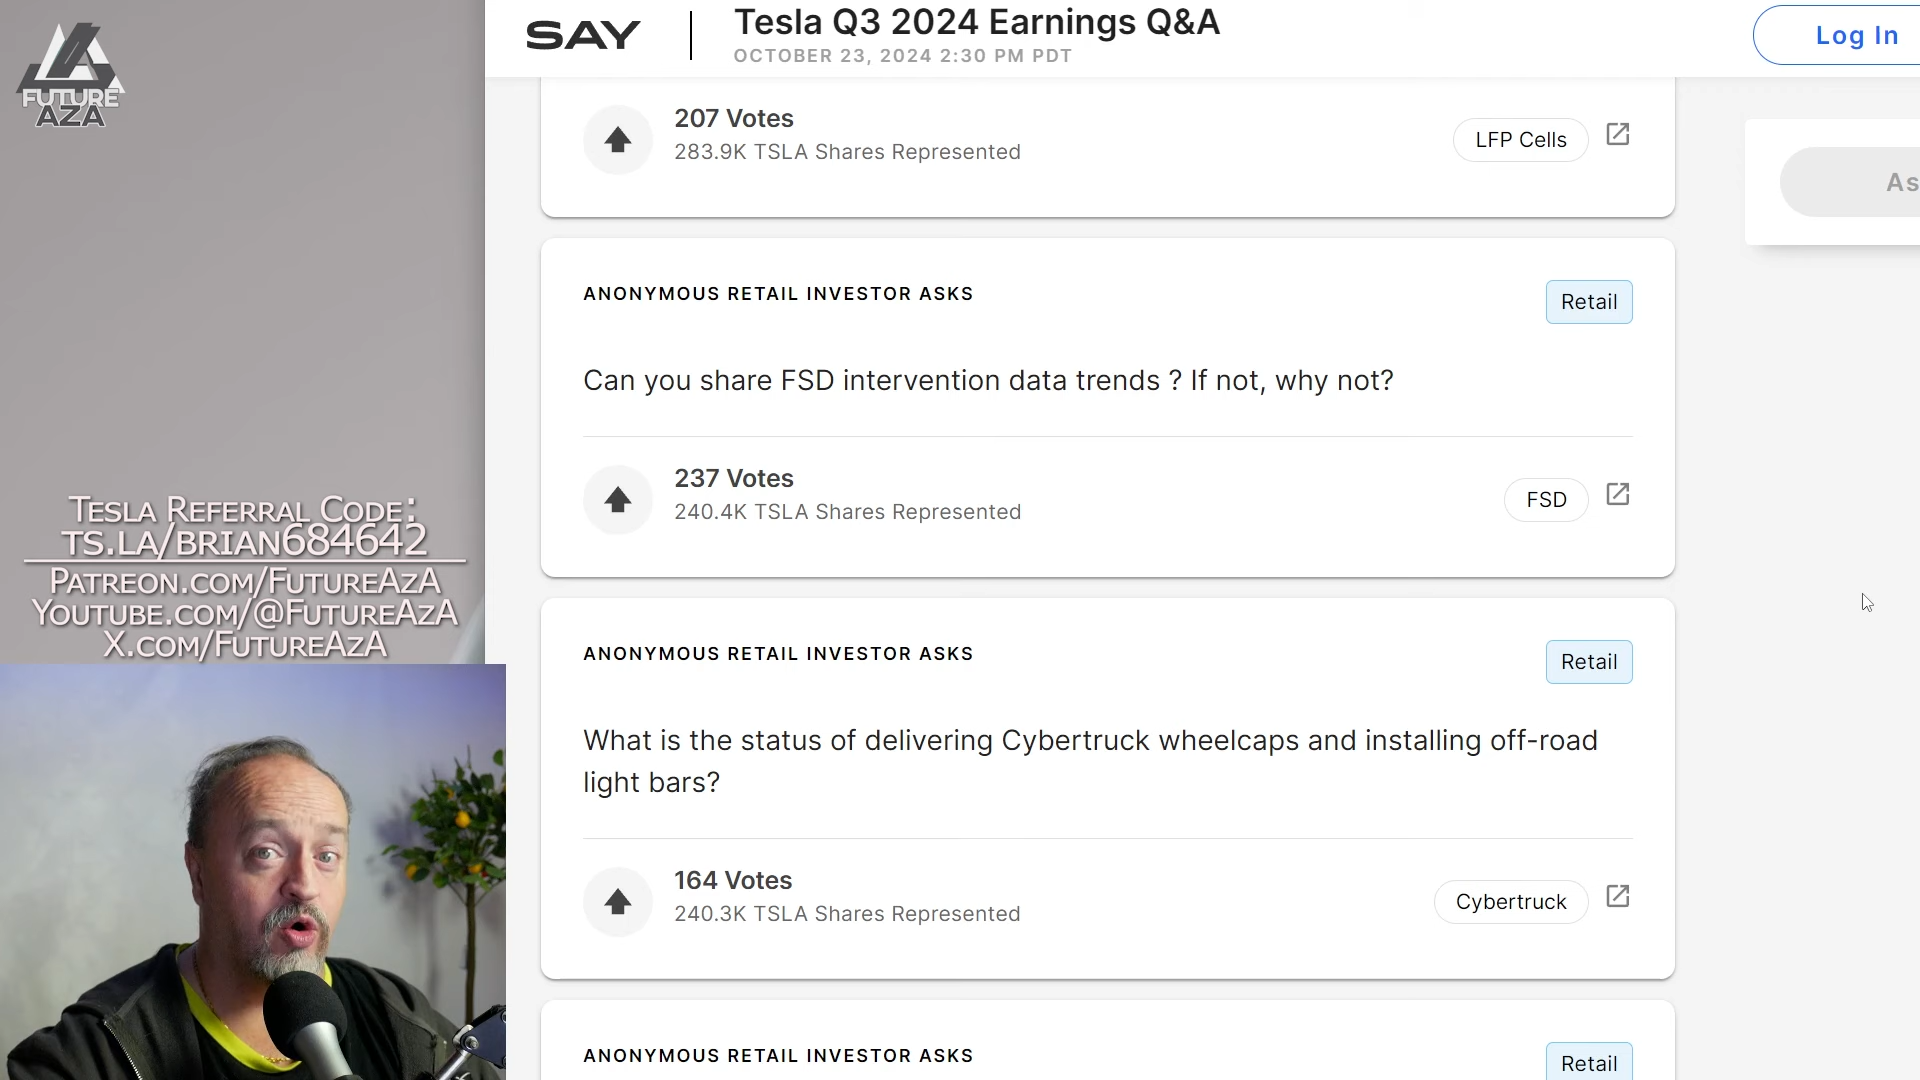 FUTURE
AZA
SAY
Tesla Q3 2024 Earnings Q&A
OCTOBER 23, 2024 2:30 PM PDT
Log In
207 Votes
283.9K TSLA Shares Represented
LFP Cells
As
ANONYMOUS RETAIL INVESTOR ASKS
Retail
Can you share FSD intervention data trends ? If not, why not?
237 Votes
240.4K TSLA Shares Represented
FSD
ANONYMOUS RETAIL INVESTOR ASKS
Retail
What is the status of delivering Cybertruck wheelcaps and installing off-road
light bars?
164 Votes
240.3K TSLA Shares Represented
Cybertruck
ANONYMOUS RETAIL INVESTOR ASKS
Retail
Tesla Referral Code:
ts.la/brian684642
Patreon.com/FutureAzA
Youtube.com/@FutureAzA
X.com/FutureAzA